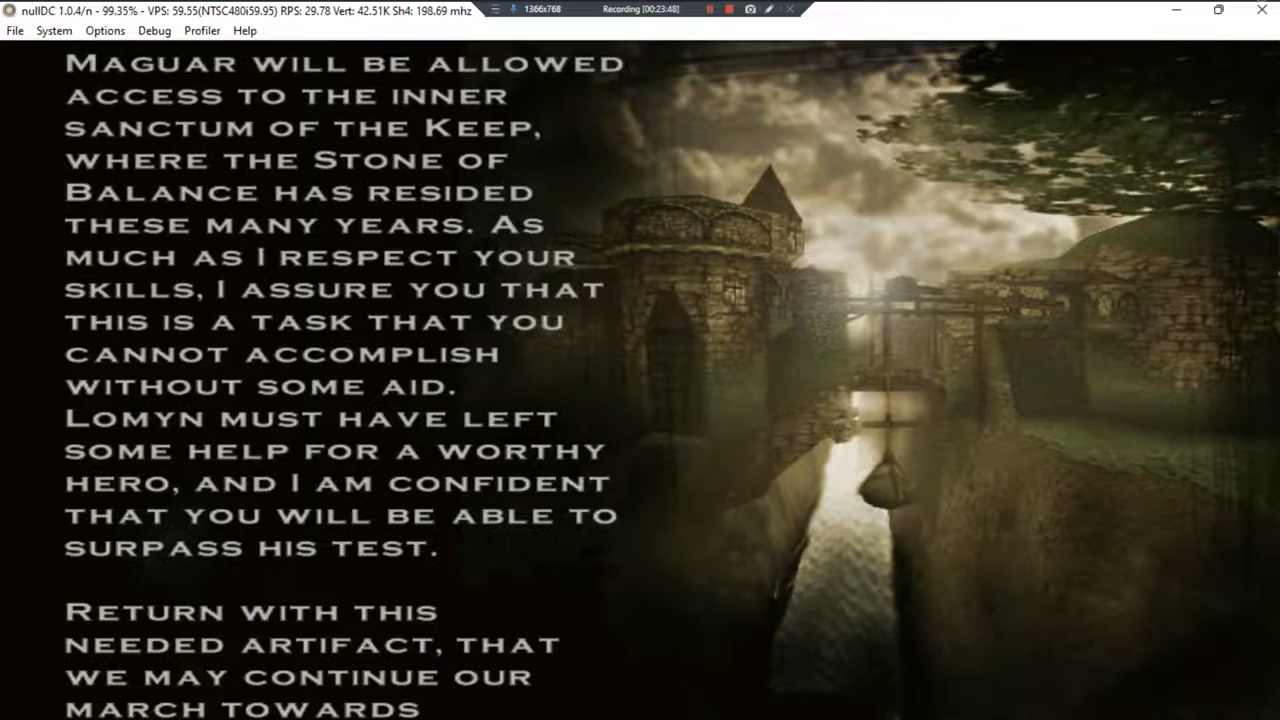 nullDC 1.0.4/n - 99.35% - VPS: 59.55(NTSC480i59.95) RPS: 29.78 Vert: 42.51K Sh4: 198.69 mhz
1366x768
Recording [00:23:48]
File System Options Debug Profiler Help
Maguar will be allowed
access to the inner
sanctum of the Keep,
where the Stone of
Balance has resided
these many years. As
much as I respect your
skills, I assure you that
this is a task that you
cannot accomplish
without some aid.
Lomyn must have left
some help for a worthy
hero, and I am confident
that you will be able to
surpass his test.
Return with this
needed artifact, that
we may continue our
march towards